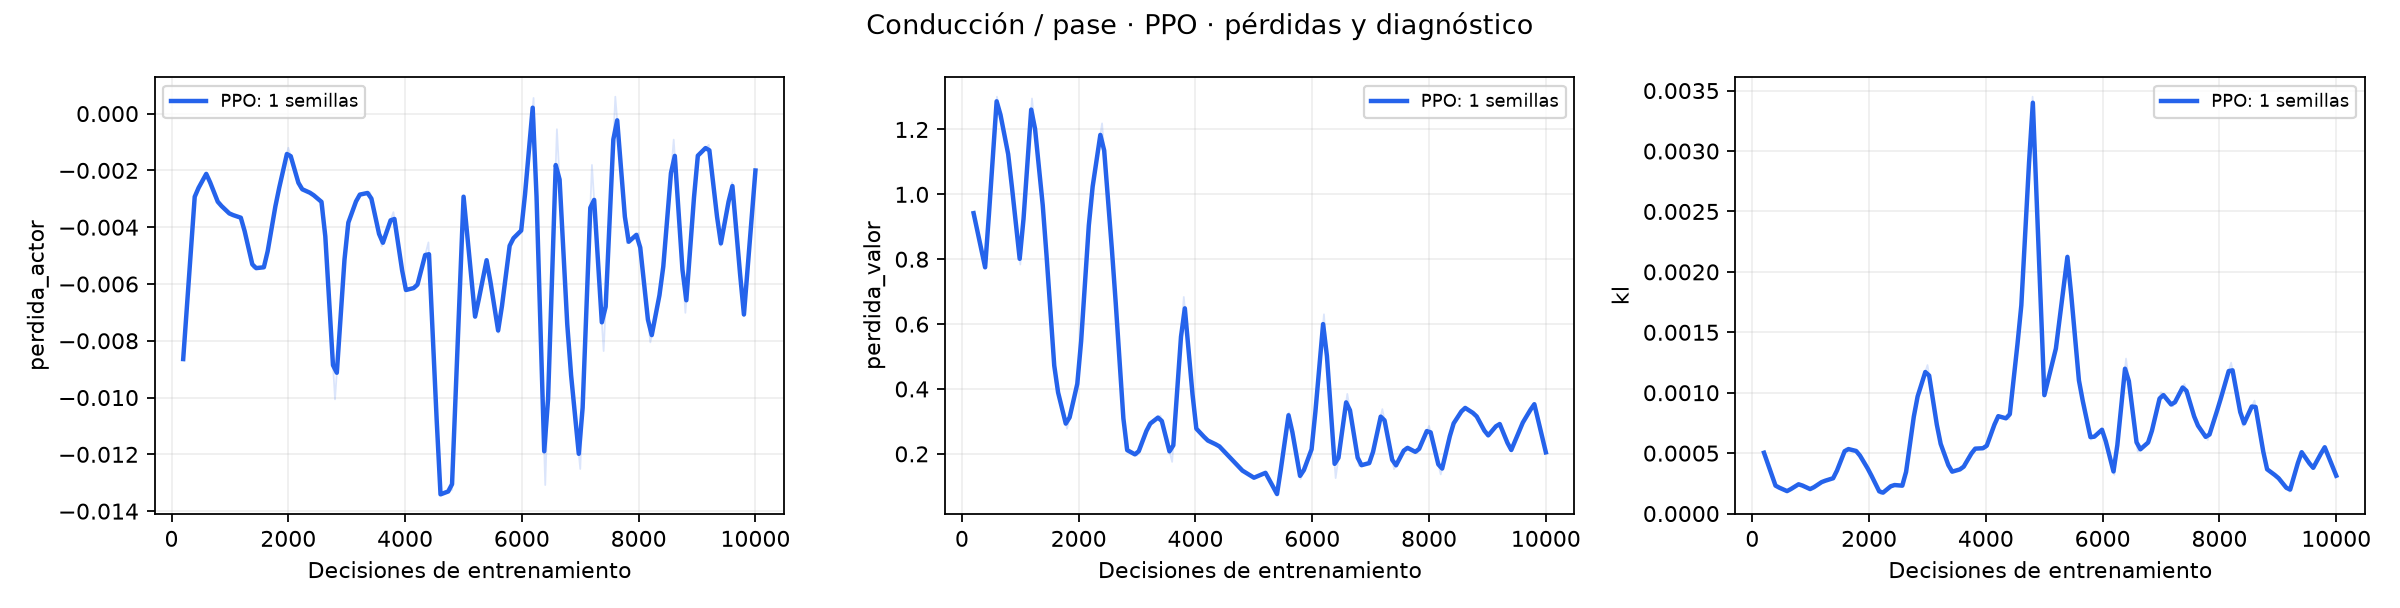 Conducción / pase · PPO · pérdidas y diagnóstico
perdida_actor
0.000
−0.002
−0.004
−0.006
−0.008
−0.010
−0.012
−0.014
PPO: 1 semillas
0 2000 4000 6000 8000 10000
Decisiones de entrenamiento
perdida_valor
1.2
1.0
0.8
0.6
0.4
0.2
PPO: 1 semillas
0 2000 4000 6000 8000 10000
Decisiones de entrenamiento
kl
0.0035
0.0030
0.0025
0.0020
0.0015
0.0010
0.0005
0.0000
PPO: 1 semillas
0 2000 4000 6000 8000 10000
Decisiones de entrenamiento